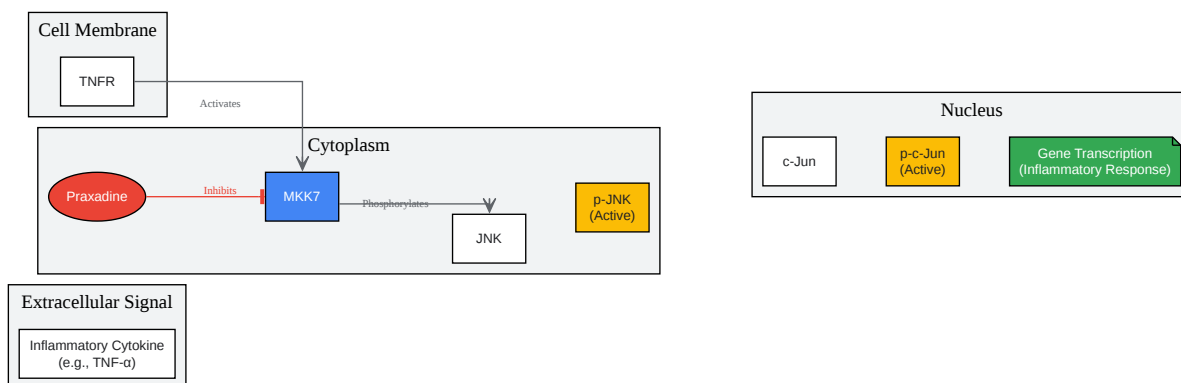 Cell Membrane
TNFR
Activates
Cytoplasm
Praxadine
Inhibits
MKK7
Phosphorylates
JNK
p-JNK
(Active)
Extracellular Signal
Inflammatory Cytokine
(e.g., TNF-α)
Nucleus
c-Jun
p-c-Jun
(Active)
Gene Transcription
(Inflammatory Response)